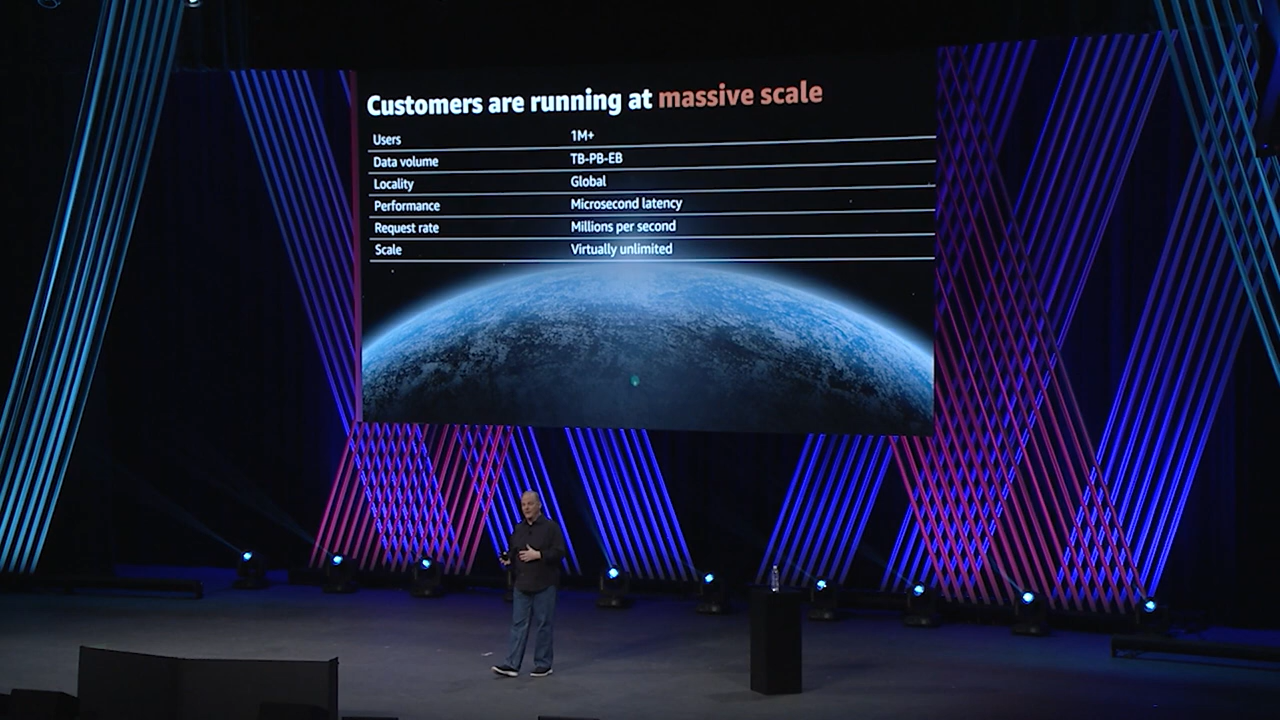 Customers are running at massive scale
Users 1M+
Data volume TB-PB-EB
Locality Global
Performance Microsecond latency
Request rate Millions per second
Scale Virtually unlimited